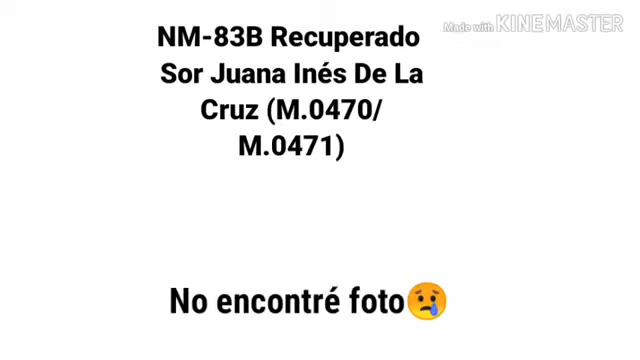 Made with KINEMASTER
NM-83B Recuperado
Sor Juana Inés De La
Cruz (M.0470/
M.0471)
No encontré foto😢